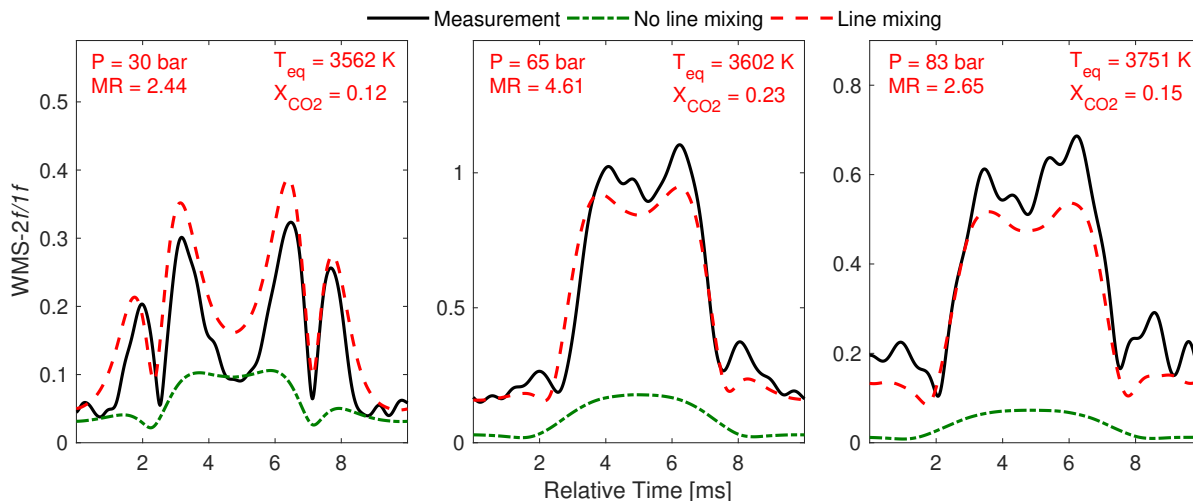 Measurement No line mixing Line mixing
P = 30 bar
MR = 2.44
T_eq = 3562 K
X_CO2 = 0.12
P = 65 bar
MR = 4.61
T_eq = 3602 K
X_CO2 = 0.23
P = 83 bar
MR = 2.65
T_eq = 3751 K
X_CO2 = 0.15
WMS-2f/1f
0.5
0.4
0.3
0.2
0.1
0
2 4 6 8
1
0.5
0
2 4 6 8
0.8
0.6
0.4
0.2
0
2 4 6 8
Relative Time [ms]